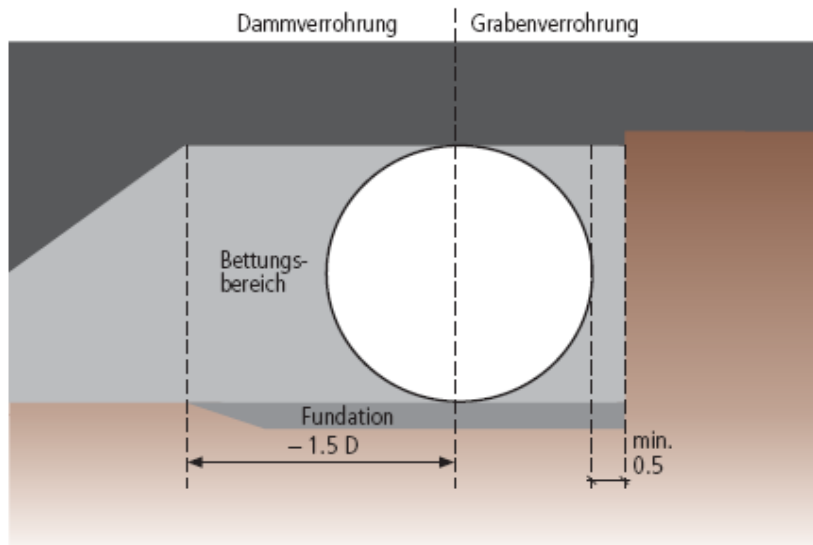 Dammverrohrung
Grabenverrohrung
Bettungs-
bereich
Fundation
– 1.5 D
min.
0.5